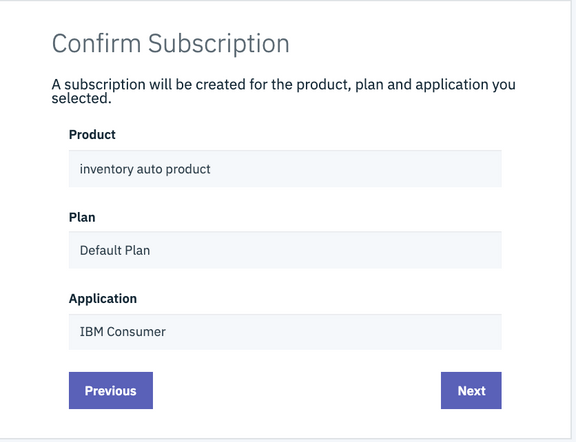 Confirm Subscription
A subscription will be created for the product, plan and application you
selected.
Product
inventory auto product
Plan
Default Plan
Application
IBM Consumer
Previous
Next